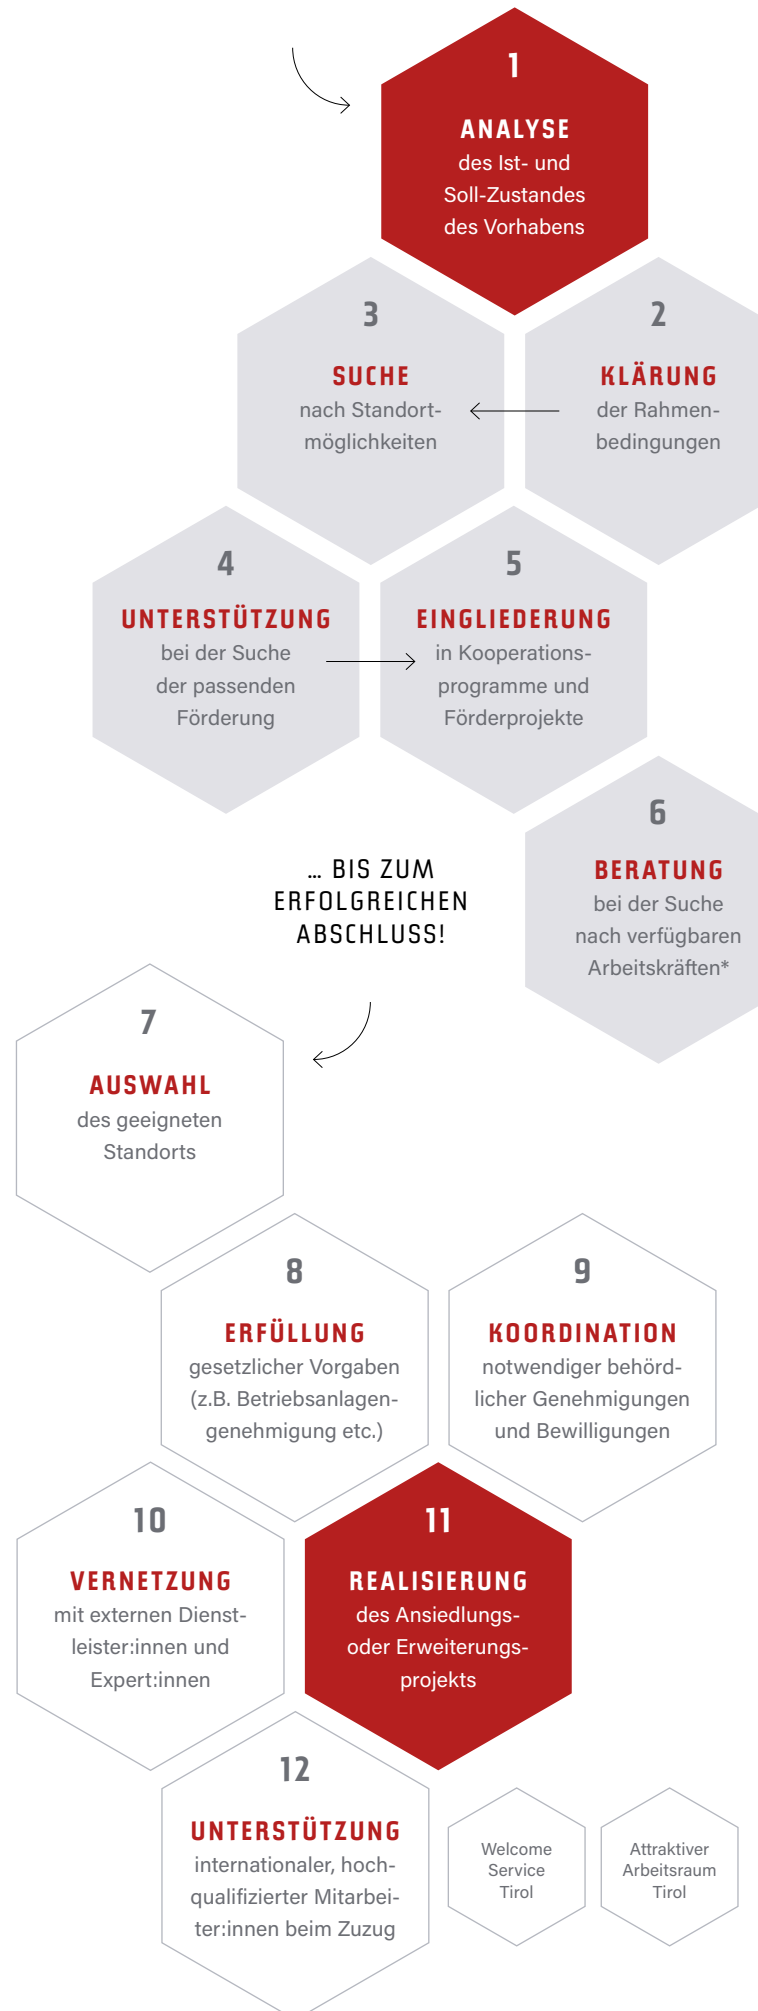 1
ANALYSE
des Ist- und
Soll-Zustandes
des Vorhabens
2
KLÄRUNG
der Rahmen-
bedingungen
3
SUCHE
nach Standort-
möglichkeiten
4
UNTERSTÜTZUNG
bei der Suche
der passenden
Förderung
5
EINGLIEDERUNG
in Kooperations-
programme und
Förderprojekte
6
BERATUNG
bei der Suche
nach verfügbaren
Arbeitskräften*
... BIS ZUM
ERFOLGREICHEN
ABSCHLUSS!
7
AUSWAHL
des geeigneten
Standorts
8
ERFÜLLUNG
gesetzlicher Vorgaben
(z.B. Betriebsanlagen-
genehmigung etc.)
9
KOORDINATION
notwendiger behörd-
licher Genehmigungen
und Bewilligungen
10
VERNETZUNG
mit externen Dienst-
leister:innen und
Expert:innen
11
REALISIERUNG
des Ansiedlungs-
oder Erweiterungs-
projekts
12
UNTERSTÜTZUNG
internationaler, hoch-
qualifizierter Mitarbei-
ter:innen beim Zuzug
Welcome
Service
Tirol
Attraktiver
Arbeitsraum
Tirol